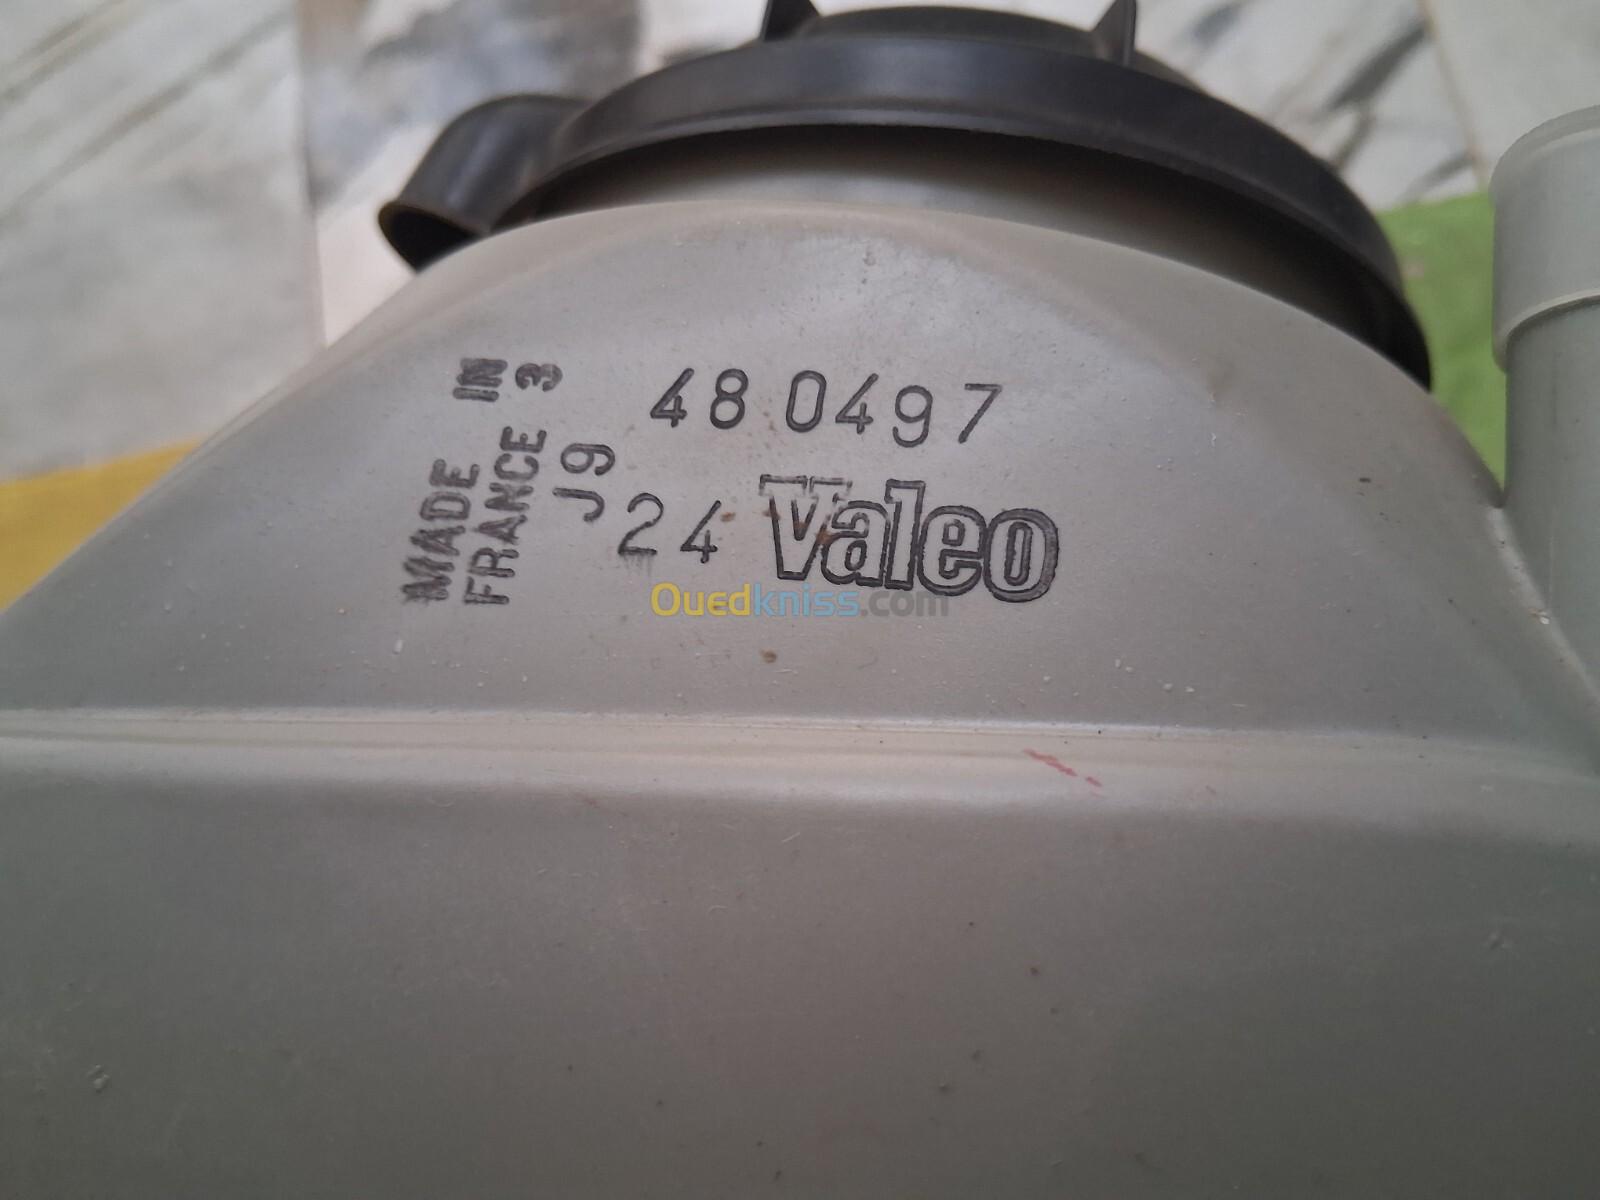 48 0497
MADE IN
FRANCE 3
J9
24 Valeo
Ouedkniss.com